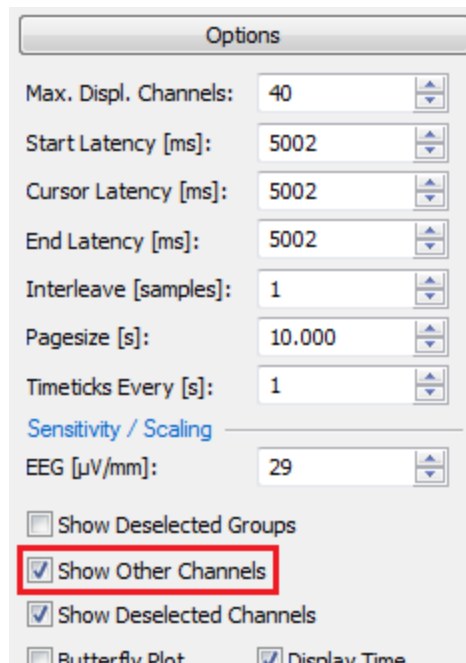 Options
Max. Displ. Channels: 40
Start Latency [ms]: 5002
Cursor Latency [ms]: 5002
End Latency [ms]: 5002
Interleave [samples]: 1
Pagesize [s]: 10.000
Timeticks Every [s]: 1
Sensitivity / Scaling
EEG [µV/mm]: 29
Show Deselected Groups
Show Other Channels
Show Deselected Channels
Butterfly Plot Display Time